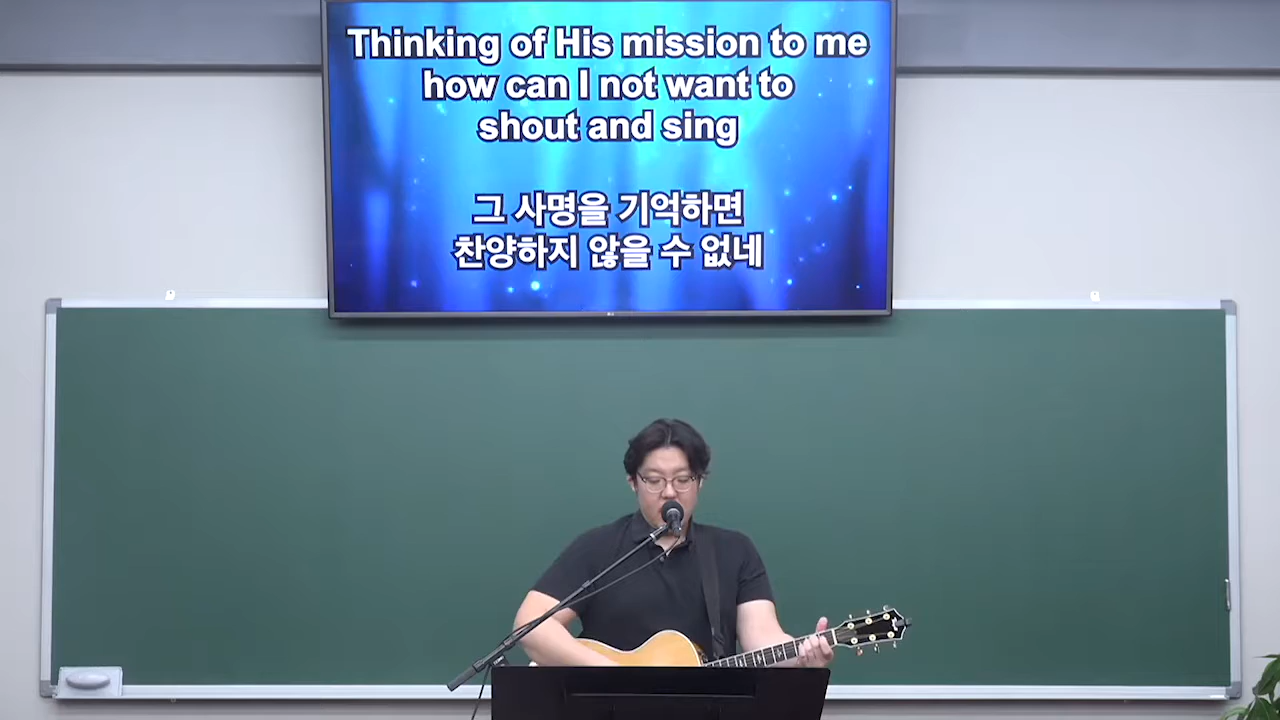 Thinking of His mission to me
how can I not want to
shout and sing
그 사명을 기억하면
찬양하지 않을 수 없네